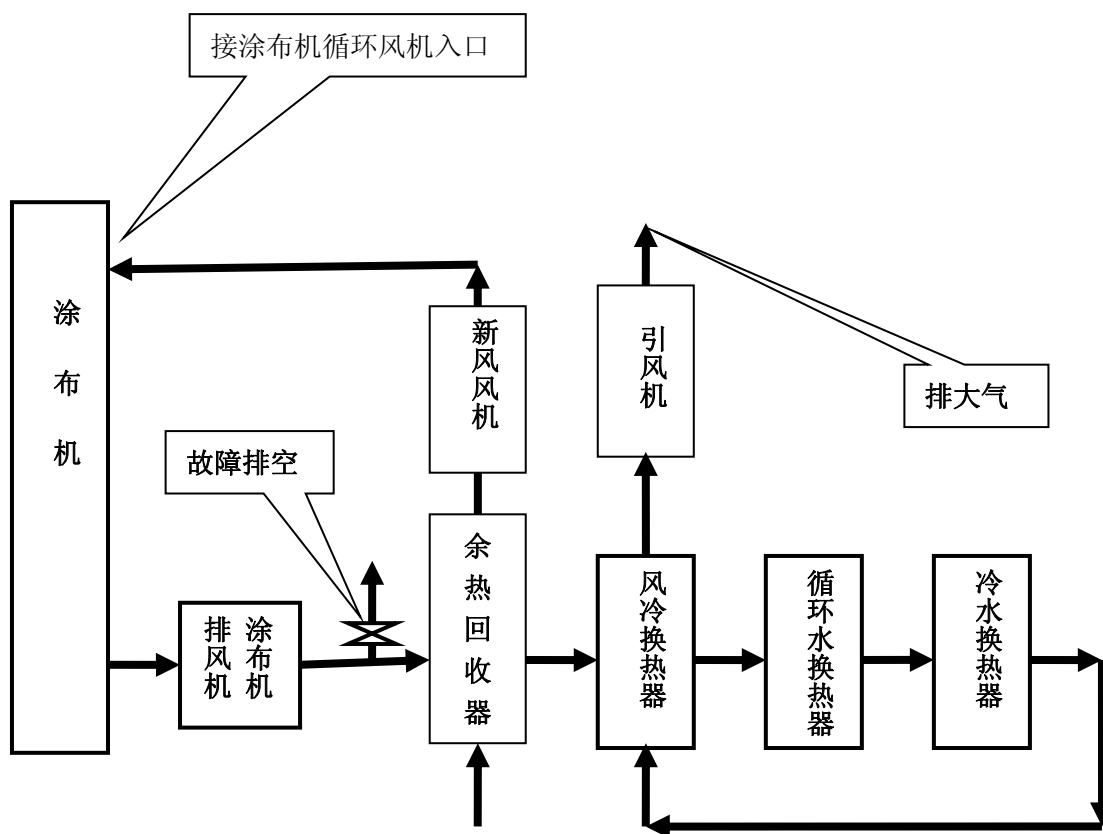 接涂布机循环风机入口
涂布机
新风风机
引风机
排大气
故障排空
余热回收器
涂布机
排风机
风冷换热器
循环水换热器
冷水换热器